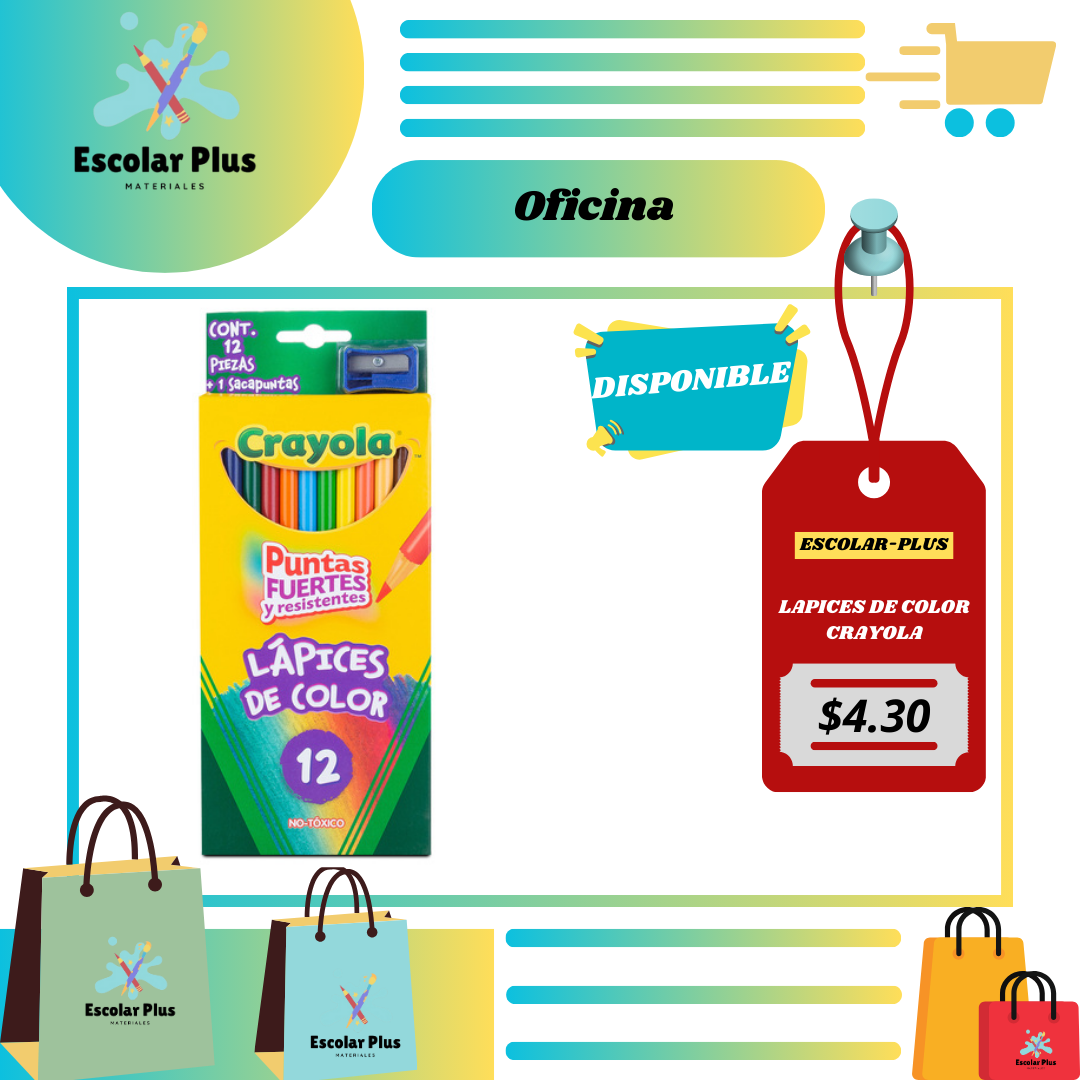 Escolar Plus
MATERIALES
Oficina
CONT.
12
PIEZAS
+ 1 Sacapuntas
DISPONIBLE
Crayola
Puntas
FUERTES
y resistentes
LÁPICES
DE COLOR
12
NO-TÓXICO
ESCOLAR-PLUS
LAPICES DE COLOR
CRAYOLA
$4.30
Escolar Plus
MATERIALES
Escolar Plus
MATERIALES
Escolar Plus